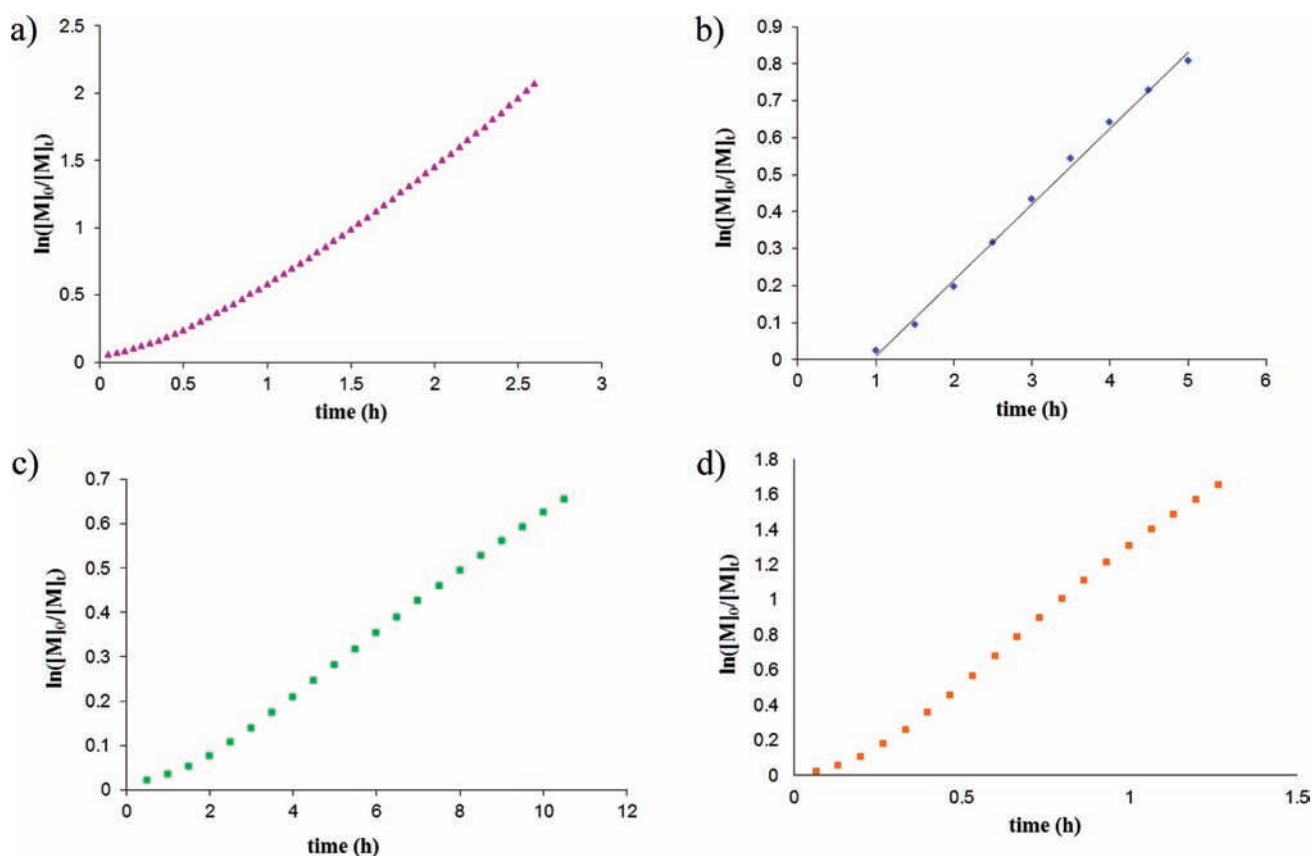 a)
2.5
2
1.5
1
0.5
0
ln([M]₀/[M]ₜ)
0 0.5 1 1.5 2 2.5 3
time (h)
b)
0.9
0.8
0.7
0.6
0.5
0.4
0.3
0.2
0.1
0
ln([M]₀/[M]ₜ)
0 1 2 3 4 5 6
time (h)
c)
0.7
0.6
0.5
0.4
0.3
0.2
0.1
0
ln([M]₀/[M]ₜ)
0 2 4 6 8 10 12
time (h)
d)
1.8
1.6
1.4
1.2
1
0.8
0.6
0.4
0.2
0
ln([M]₀/[M]ₜ)
0 0.5 1 1.5
time (h)